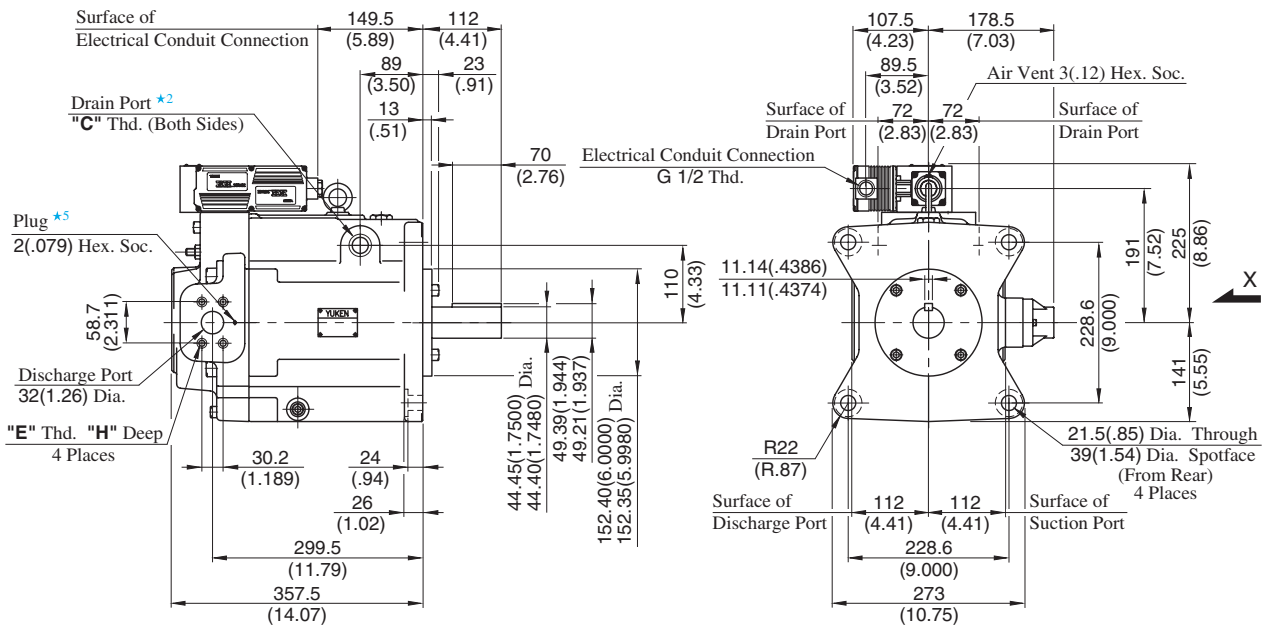 Surface of
Electrical Conduit Connection
149.5
(5.89)
112
(4.41)
89
(3.50)
23
(.91)
13
(.51)
Drain Port ★2
"C" Thd. (Both Sides)
70
(2.76)
Plug ★5
2(.079) Hex. Soc.
58.7
(2.311)
YUKEN
110
(4.33)
Discharge Port
32(1.26) Dia.
"E" Thd. "H" Deep
4 Places
30.2
(1.189)
24
(.94)
26
(1.02)
299.5
(11.79)
357.5
(14.07)
44.45(1.7500) Dia.
44.40(1.7480)
49.39(1.944)
49.21(1.937)
152.40(6.0000) Dia.
152.35(5.9980)
107.5
(4.23)
178.5
(7.03)
89.5
(3.52)
Air Vent 3(.12) Hex. Soc.
Surface of
Drain Port
72
(2.83)
72
(2.83)
Surface of
Drain Port
Electrical Conduit Connection
G 1/2 Thd.
11.14(.4386)
11.11(.4374)
191
(7.52)
225
(8.86)
X
228.6
(9.000)
141
(5.55)
R22
(R.87)
21.5(.85) Dia. Through
39(1.54) Dia. Spotface
(From Rear)
4 Places
Surface of
Discharge Port
112
(4.41)
112
(4.41)
Surface of
Suction Port
228.6
(9.000)
273
(10.75)